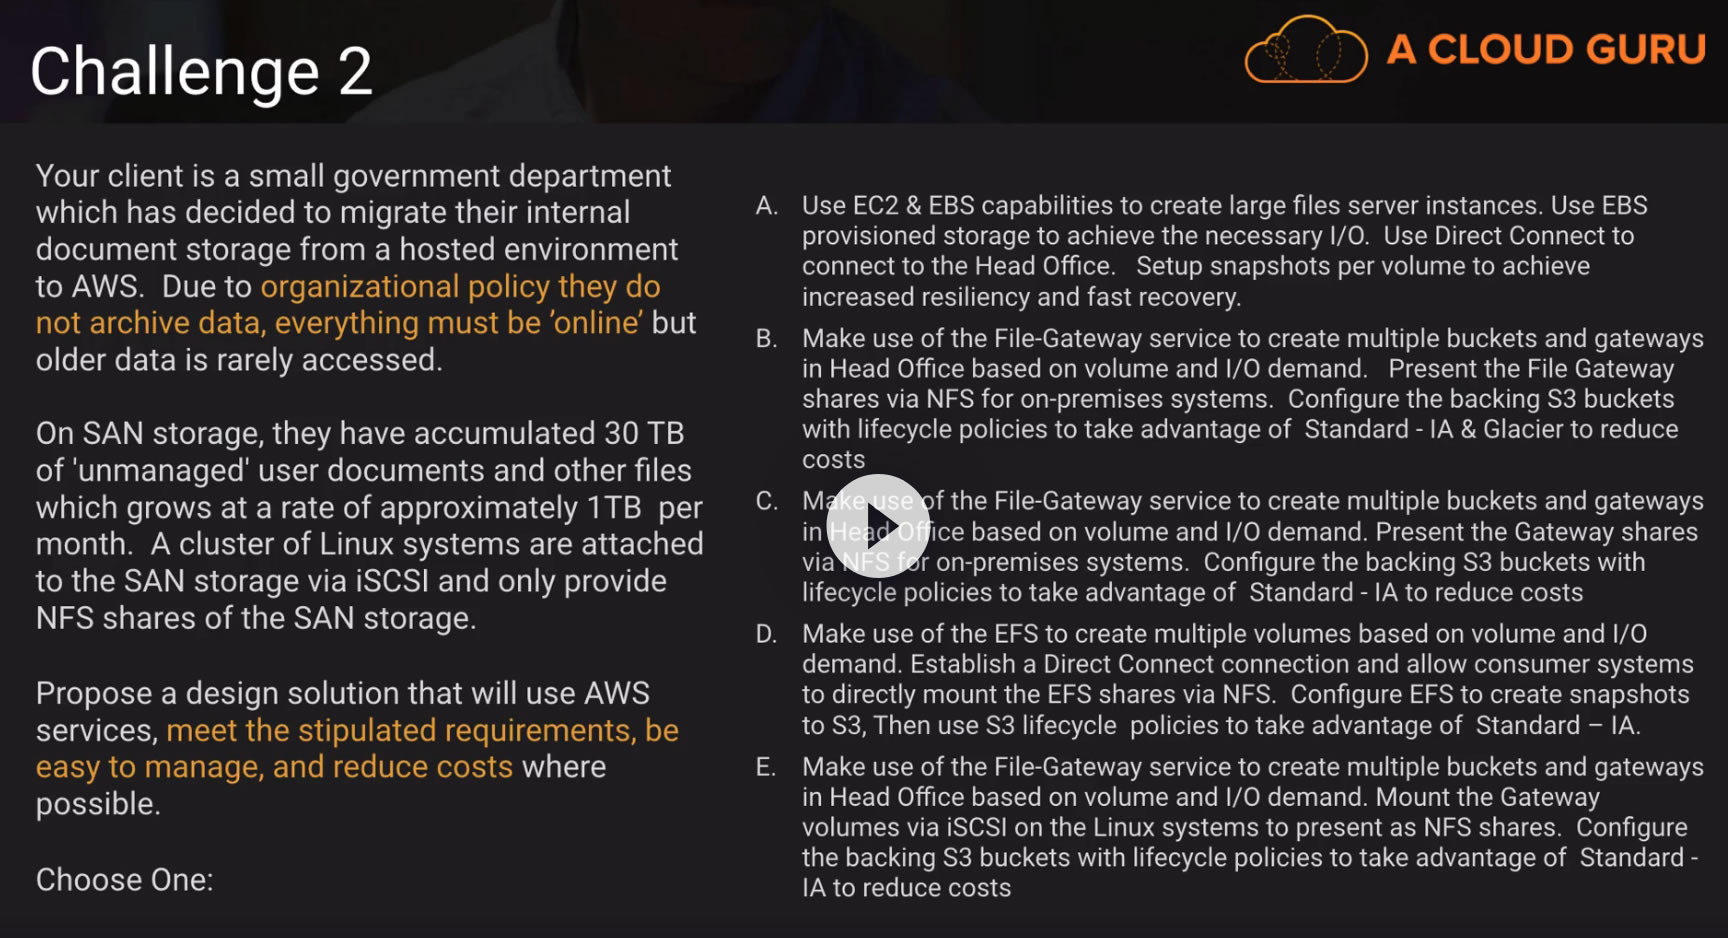 Challenge 2
A CLOUD GURU
Your client is a small government department
which has decided to migrate their internal
document storage from a hosted environment
to AWS.  Due to organizational policy they do
not archive data, everything must be ’online’ but
older data is rarely accessed.
On SAN storage, they have accumulated 30 TB
of 'unmanaged' user documents and other files
which grows at a rate of approximately 1TB  per
month.  A cluster of Linux systems are attached
to the SAN storage via iSCSI and only provide
NFS shares of the SAN storage.
Propose a design solution that will use AWS
services, meet the stipulated requirements, be
easy to manage, and reduce costs where
possible.
Choose One:
A. Use EC2 & EBS capabilities to create large files server instances. Use EBS
provisioned storage to achieve the necessary I/O.  Use Direct Connect to
connect to the Head Office.   Setup snapshots per volume to achieve
increased resiliency and fast recovery.
B. Make use of the File-Gateway service to create multiple buckets and gateways
in Head Office based on volume and I/O demand.   Present the File Gateway
shares via NFS for on-premises systems.  Configure the backing S3 buckets
with lifecycle policies to take advantage of  Standard - IA & Glacier to reduce
costs
C. Make use of the File-Gateway service to create multiple buckets and gateways
in Head Office based on volume and I/O demand. Present the Gateway shares
via NFS for on-premises systems.  Configure the backing S3 buckets with
lifecycle policies to take advantage of  Standard - IA to reduce costs
D. Make use of the EFS to create multiple volumes based on volume and I/O
demand. Establish a Direct Connect connection and allow consumer systems
to directly mount the EFS shares via NFS.  Configure EFS to create snapshots
to S3, Then use S3 lifecycle  policies to take advantage of  Standard – IA.
E. Make use of the File-Gateway service to create multiple buckets and gateways
in Head Office based on volume and I/O demand. Mount the Gateway
volumes via iSCSI on the Linux systems to present as NFS shares.  Configure
the backing S3 buckets with lifecycle policies to take advantage of  Standard -
IA to reduce costs